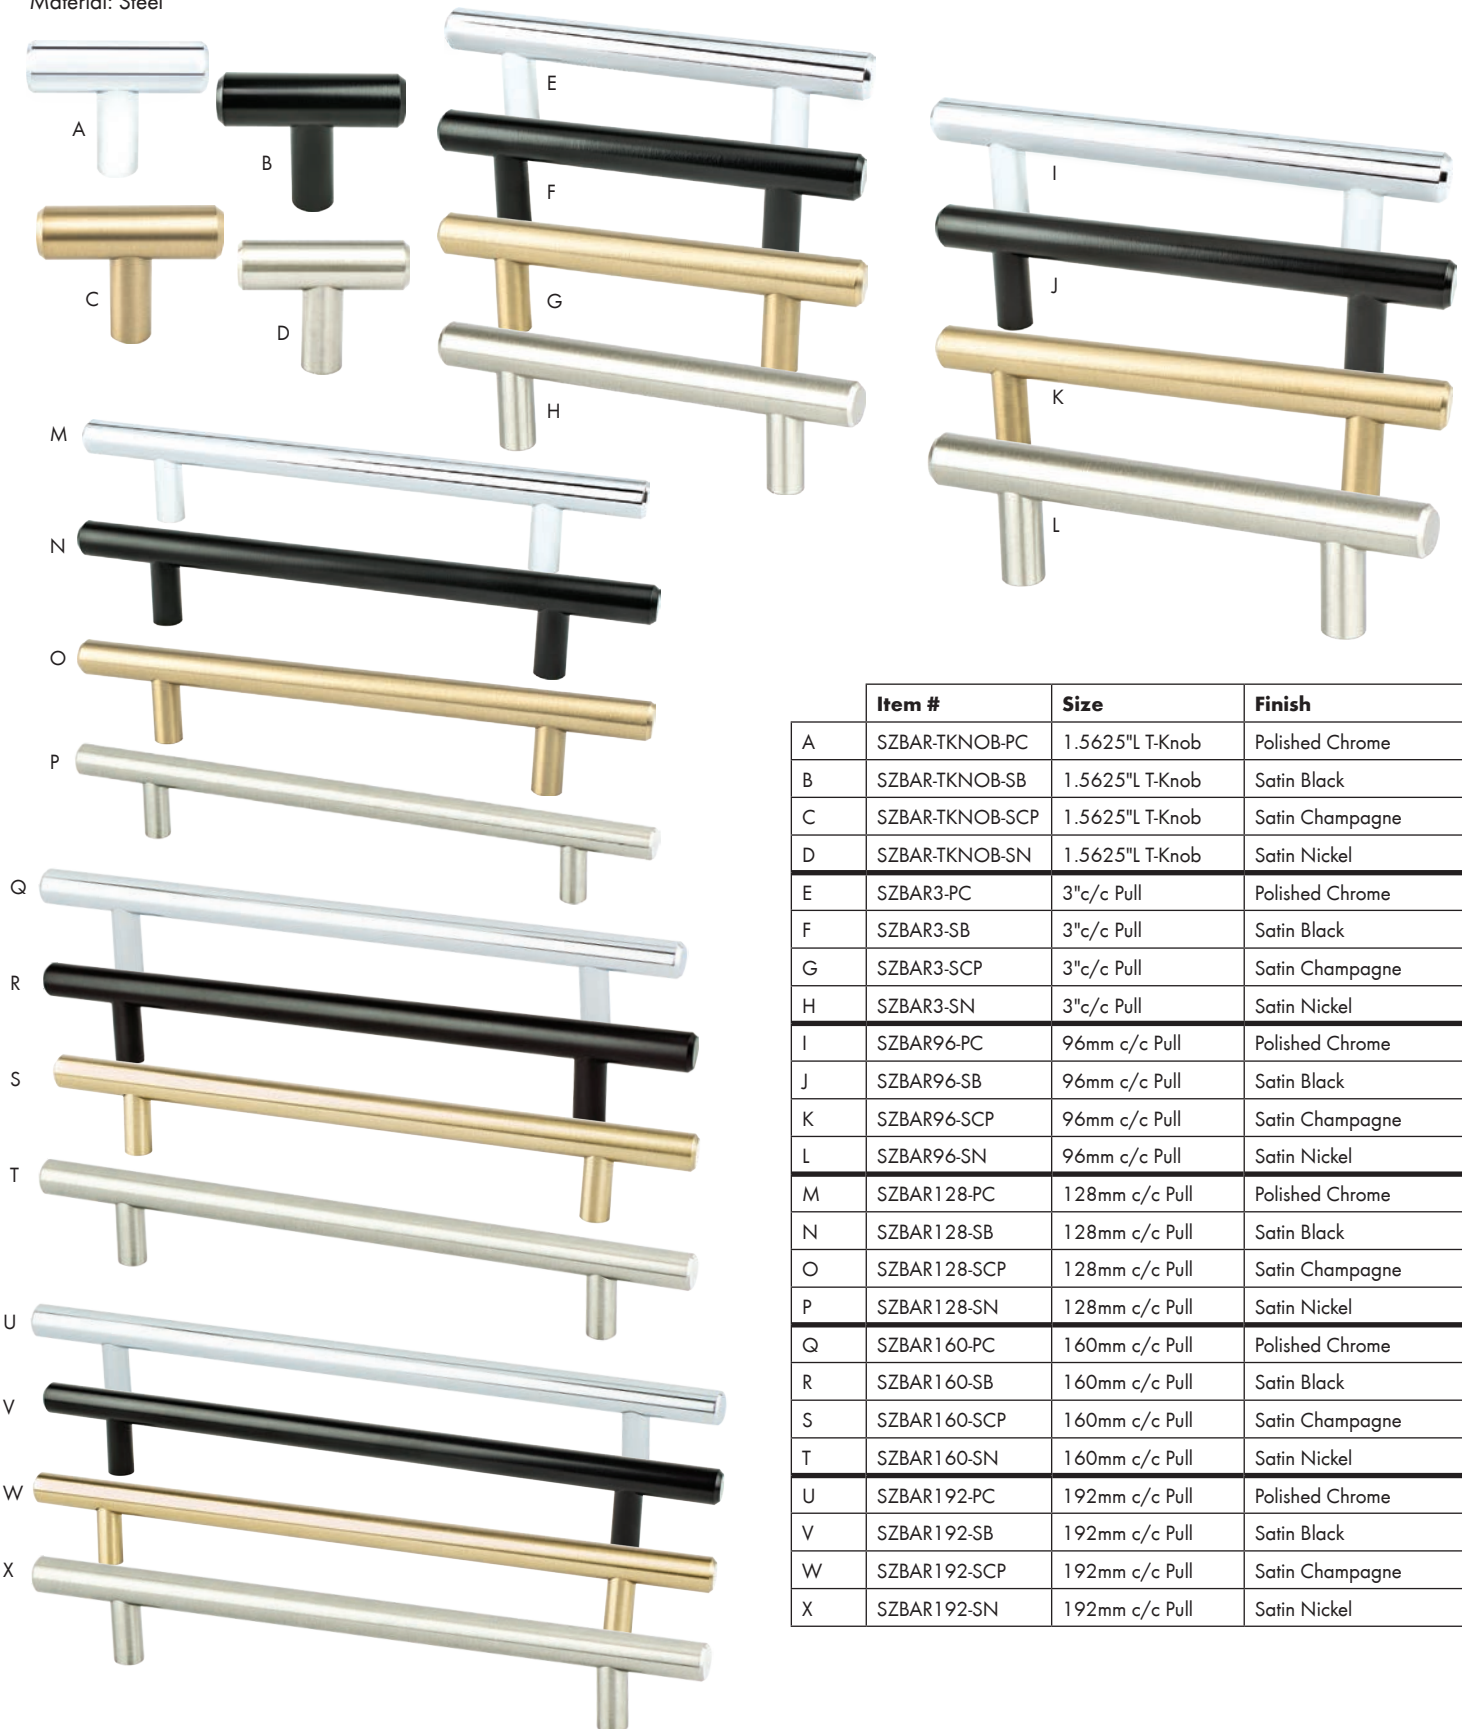 Material: Steel
A
B
C
D
E
F
G
H
I
J
K
L
M
N
O
P
Q
R
S
T
U
V
W
X
Item # Size Finish
A SZBAR-TKNOB-PC 1.5625"L T-Knob Polished Chrome
B SZBAR-TKNOB-SB 1.5625"L T-Knob Satin Black
C SZBAR-TKNOB-SCP 1.5625"L T-Knob Satin Champagne
D SZBAR-TKNOB-SN 1.5625"L T-Knob Satin Nickel
E SZBAR3-PC 3"c/c Pull Polished Chrome
F SZBAR3-SB 3"c/c Pull Satin Black
G SZBAR3-SCP 3"c/c Pull Satin Champagne
H SZBAR3-SN 3"c/c Pull Satin Nickel
I SZBAR96-PC 96mm c/c Pull Polished Chrome
J SZBAR96-SB 96mm c/c Pull Satin Black
K SZBAR96-SCP 96mm c/c Pull Satin Champagne
L SZBAR96-SN 96mm c/c Pull Satin Nickel
M SZBAR128-PC 128mm c/c Pull Polished Chrome
N SZBAR128-SB 128mm c/c Pull Satin Black
O SZBAR128-SCP 128mm c/c Pull Satin Champagne
P SZBAR128-SN 128mm c/c Pull Satin Nickel
Q SZBAR160-PC 160mm c/c Pull Polished Chrome
R SZBAR160-SB 160mm c/c Pull Satin Black
S SZBAR160-SCP 160mm c/c Pull Satin Champagne
T SZBAR160-SN 160mm c/c Pull Satin Nickel
U SZBAR192-PC 192mm c/c Pull Polished Chrome
V SZBAR192-SB 192mm c/c Pull Satin Black
W SZBAR192-SCP 192mm c/c Pull Satin Champagne
X SZBAR192-SN 192mm c/c Pull Satin Nickel